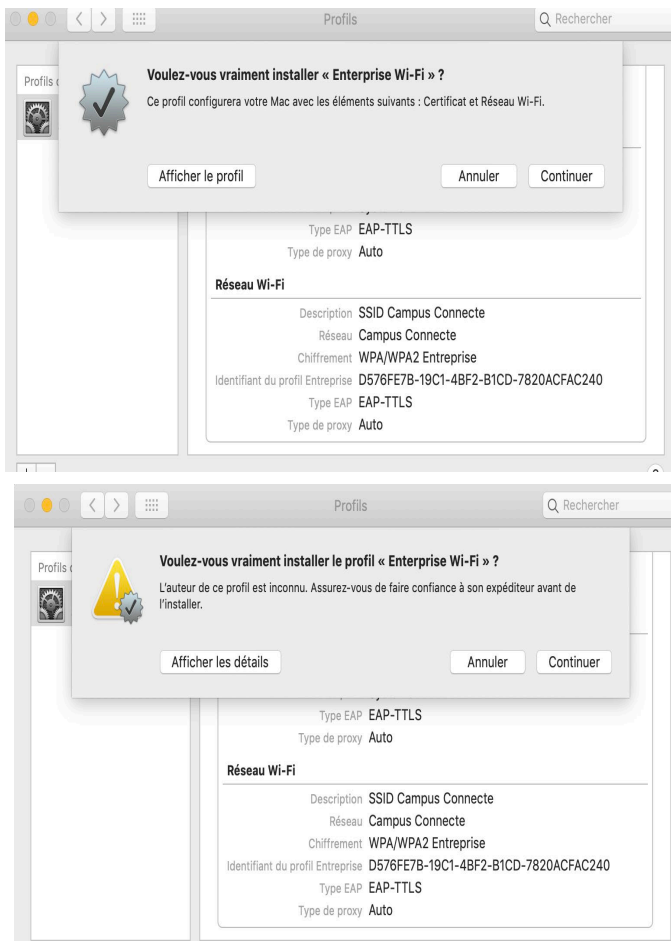 Profils
Rechercher
Profils
Voulez-vous vraiment installer « Enterprise Wi-Fi » ?
Ce profil configurera votre Mac avec les éléments suivants : Certificat et Réseau Wi-Fi.
Afficher le profil
Annuler
Continuer
Type EAP EAP-TTLS
Type de proxy Auto
Réseau Wi-Fi
Description SSID Campus Connecte
Réseau Campus Connecte
Chiffrement WPA/WPA2 Entreprise
Identifiant du profil Entreprise D576FE7B-19C1-4BF2-B1CD-7820ACFAC240
Type EAP EAP-TTLS
Type de proxy Auto
Profils
Rechercher
Profils
Voulez-vous vraiment installer le profil « Enterprise Wi-Fi » ?
L'auteur de ce profil est inconnu. Assurez-vous de faire confiance à son expéditeur avant de
l'installer.
Afficher les détails
Annuler
Continuer
Type EAP EAP-TTLS
Type de proxy Auto
Réseau Wi-Fi
Description SSID Campus Connecte
Réseau Campus Connecte
Chiffrement WPA/WPA2 Entreprise
Identifiant du profil Entreprise D576FE7B-19C1-4BF2-B1CD-7820ACFAC240
Type EAP EAP-TTLS
Type de proxy Auto